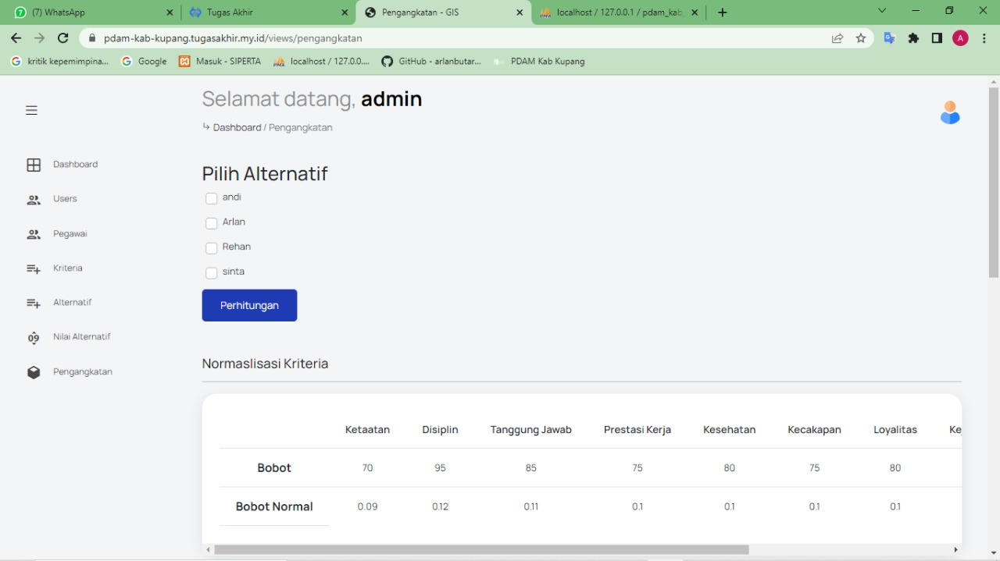 (7) WhatsApp
Tugas Akhir
Pengangkatan - GIS
localhost / 127.0.0.1 / pdam_kab_
pdam-kab-kupang.tugasakhir.my.id/views/pengangkatan
A
kritik kepemimpina...
Google
Masuk - SIPERTA
localhost / 127.0.0....
GitHub - arlanbutar...
PDAM Kab Kupang
Selamat datang, admin
Dashboard / Pengangkatan
Dashboard
Users
Pegawai
Kriteria
Alternatif
09 Nilai Alternatif
Pengangkatan
Pilih Alternatif
andi
Arlan
Rehan
sinta
Perhitungan
Normaslisasi Kriteria
Ketaatan Disiplin Tanggung Jawab Prestasi Kerja Kesehatan Kecakapan Loyalitas
Bobot 70 95 85 75 80 75 80
Bobot Normal 0.09 0.12 0.11 0.1 0.1 0.1 0.1